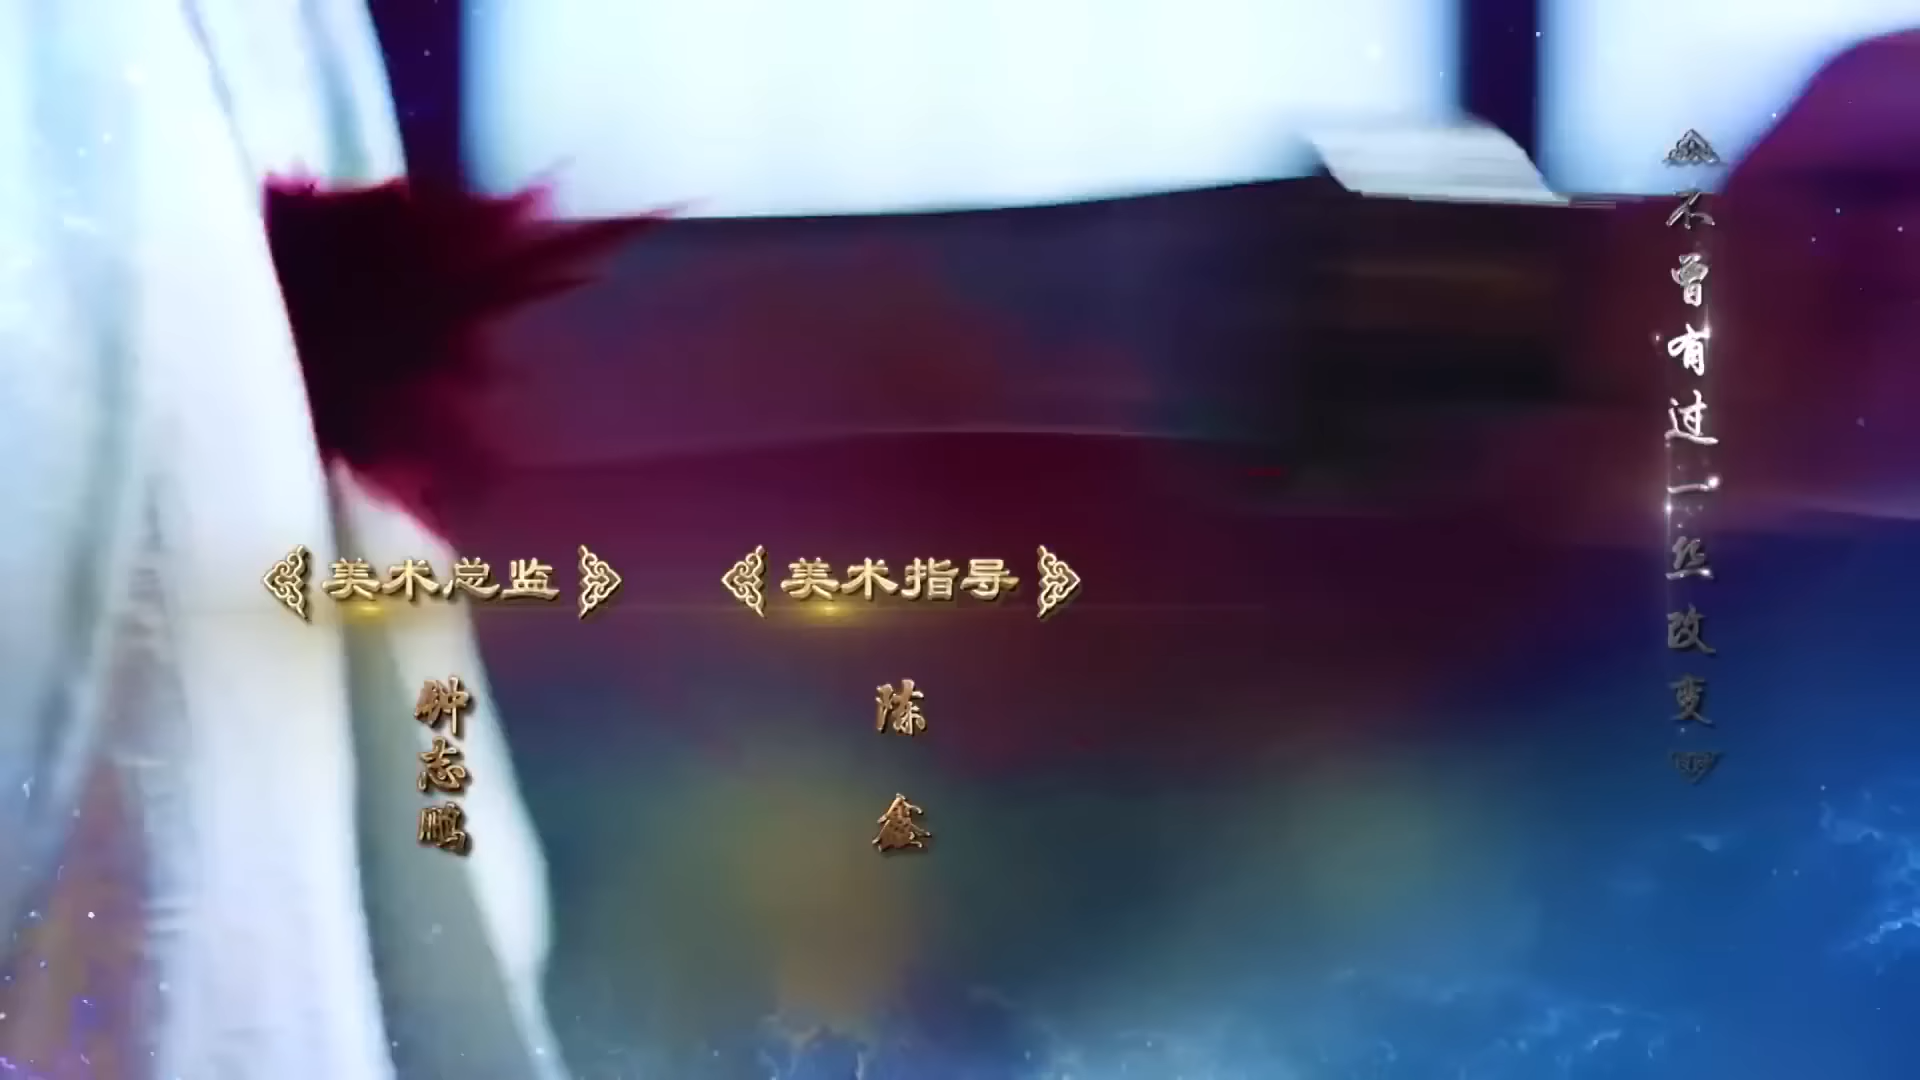 美术总监
钟志鹏
美术指导
陈鑫
不曾有过一丝改变